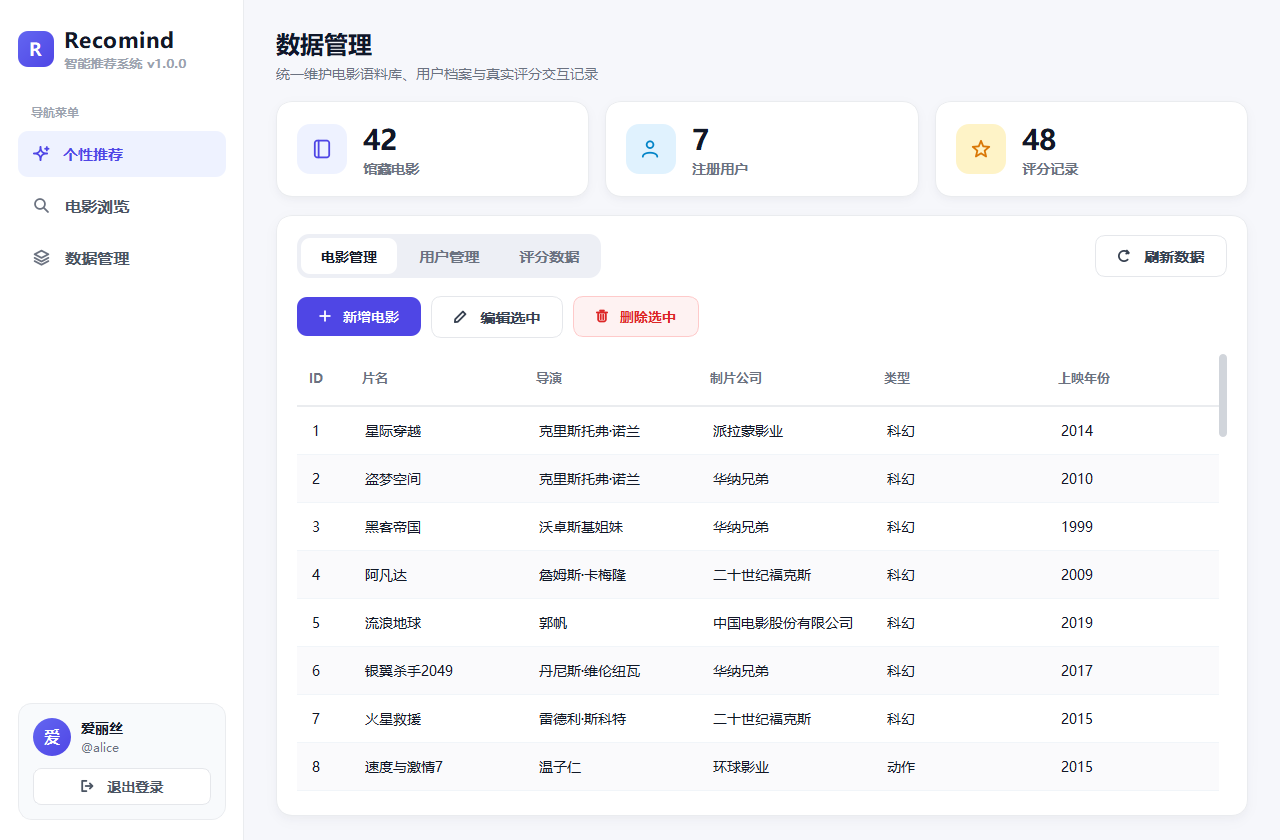 R
Recomind
智能推荐系统 v1.0.0
导航菜单
个性推荐
电影浏览
数据管理
爱
爱丽丝
@alice
退出登录
数据管理
统一维护电影语料库、用户档案与真实评分交互记录
42
馆藏电影
7
注册用户
48
评分记录
电影管理 用户管理 评分数据
刷新数据
新增电影 编辑选中 删除选中
ID 片名 导演 制片公司 类型 上映年份
1 星际穿越 克里斯托弗·诺兰 派拉蒙影业 科幻 2014
2 盗梦空间 克里斯托弗·诺兰 华纳兄弟 科幻 2010
3 黑客帝国 沃卓斯基姐妹 华纳兄弟 科幻 1999
4 阿凡达 詹姆斯·卡梅隆 二十世纪福克斯 科幻 2009
5 流浪地球 郭帆 中国电影股份有限公司 科幻 2019
6 银翼杀手2049 丹尼斯·维伦纽瓦 华纳兄弟 科幻 2017
7 火星救援 雷德利·斯科特 二十世纪福克斯 科幻 2015
8 速度与激情7 温子仁 环球影业 动作 2015